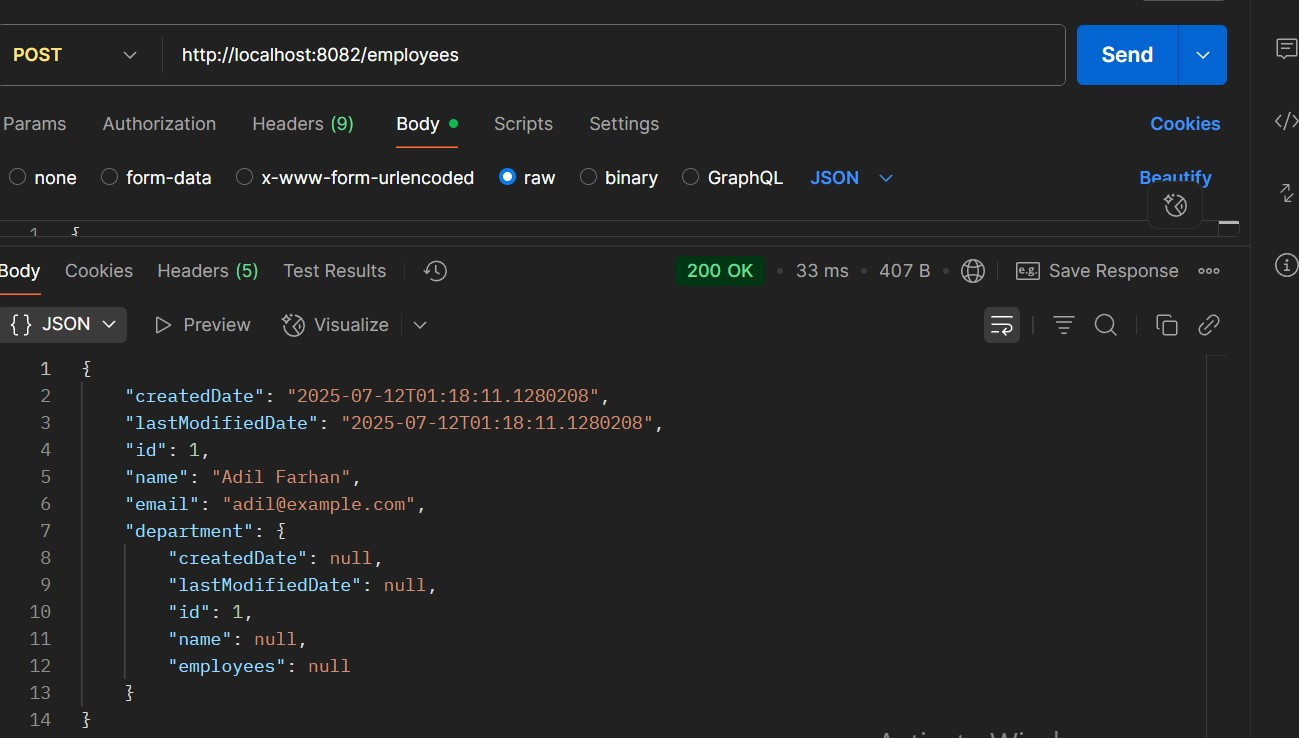 POST http://localhost:8082/employees Send
Params Authorization Headers (9) Body Scripts Settings Cookies
none form-data x-www-form-urlencoded raw binary GraphQL JSON Beautify
1 {
Body Cookies Headers (5) Test Results 200 OK • 33 ms • 407 B • e.g. Save Response
{ } JSON Preview Visualize
1 {
2 "createdDate": "2025-07-12T01:18:11.1280208",
3 "lastModifiedDate": "2025-07-12T01:18:11.1280208",
4 "id": 1,
5 "name": "Adil Farhan",
6 "email": "adil@example.com",
7 "department": {
8 "createdDate": null,
9 "lastModifiedDate": null,
10 "id": 1,
11 "name": null,
12 "employees": null
13 }
14 }